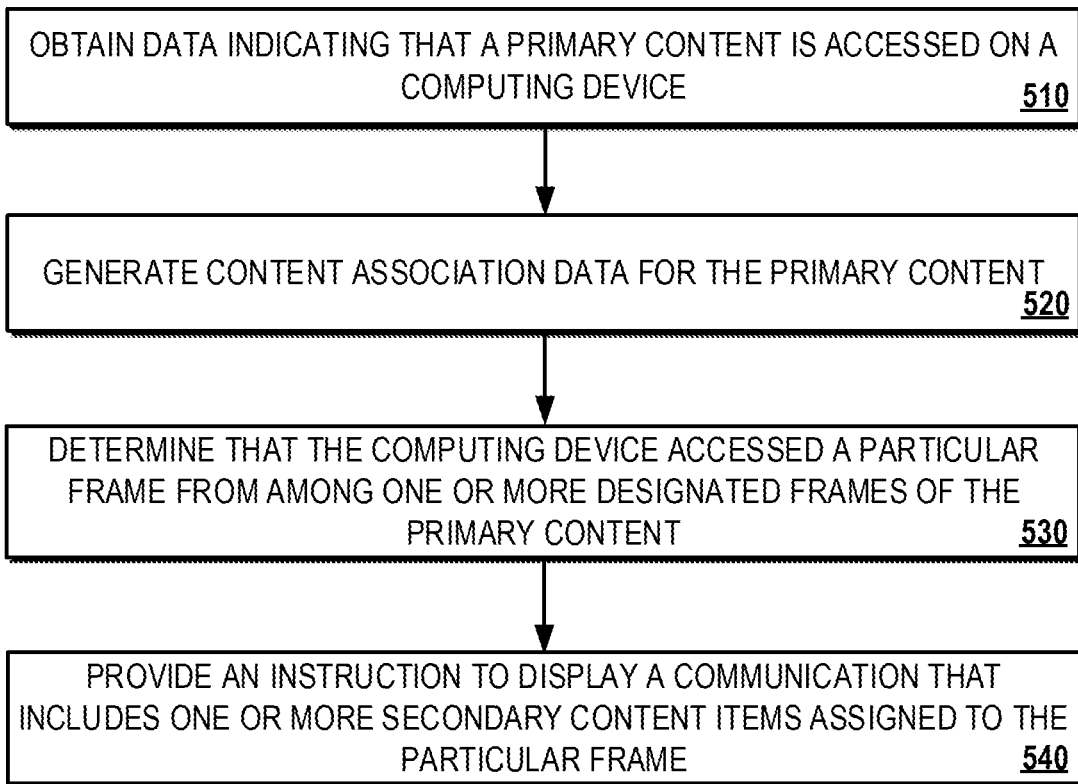 OBTAIN DATA INDICATING THAT A PRIMARY CONTENT IS ACCESSED ON A
COMPUTING DEVICE
510
GENERATE CONTENT ASSOCIATION DATA FOR THE PRIMARY CONTENT
520
DETERMINE THAT THE COMPUTING DEVICE ACCESSED A PARTICULAR
FRAME FROM AMONG ONE OR MORE DESIGNATED FRAMES OF THE
PRIMARY CONTENT
530
PROVIDE AN INSTRUCTION TO DISPLAY A COMMUNICATION THAT
INCLUDES ONE OR MORE SECONDARY CONTENT ITEMS ASSIGNED TO THE
PARTICULAR FRAME
540